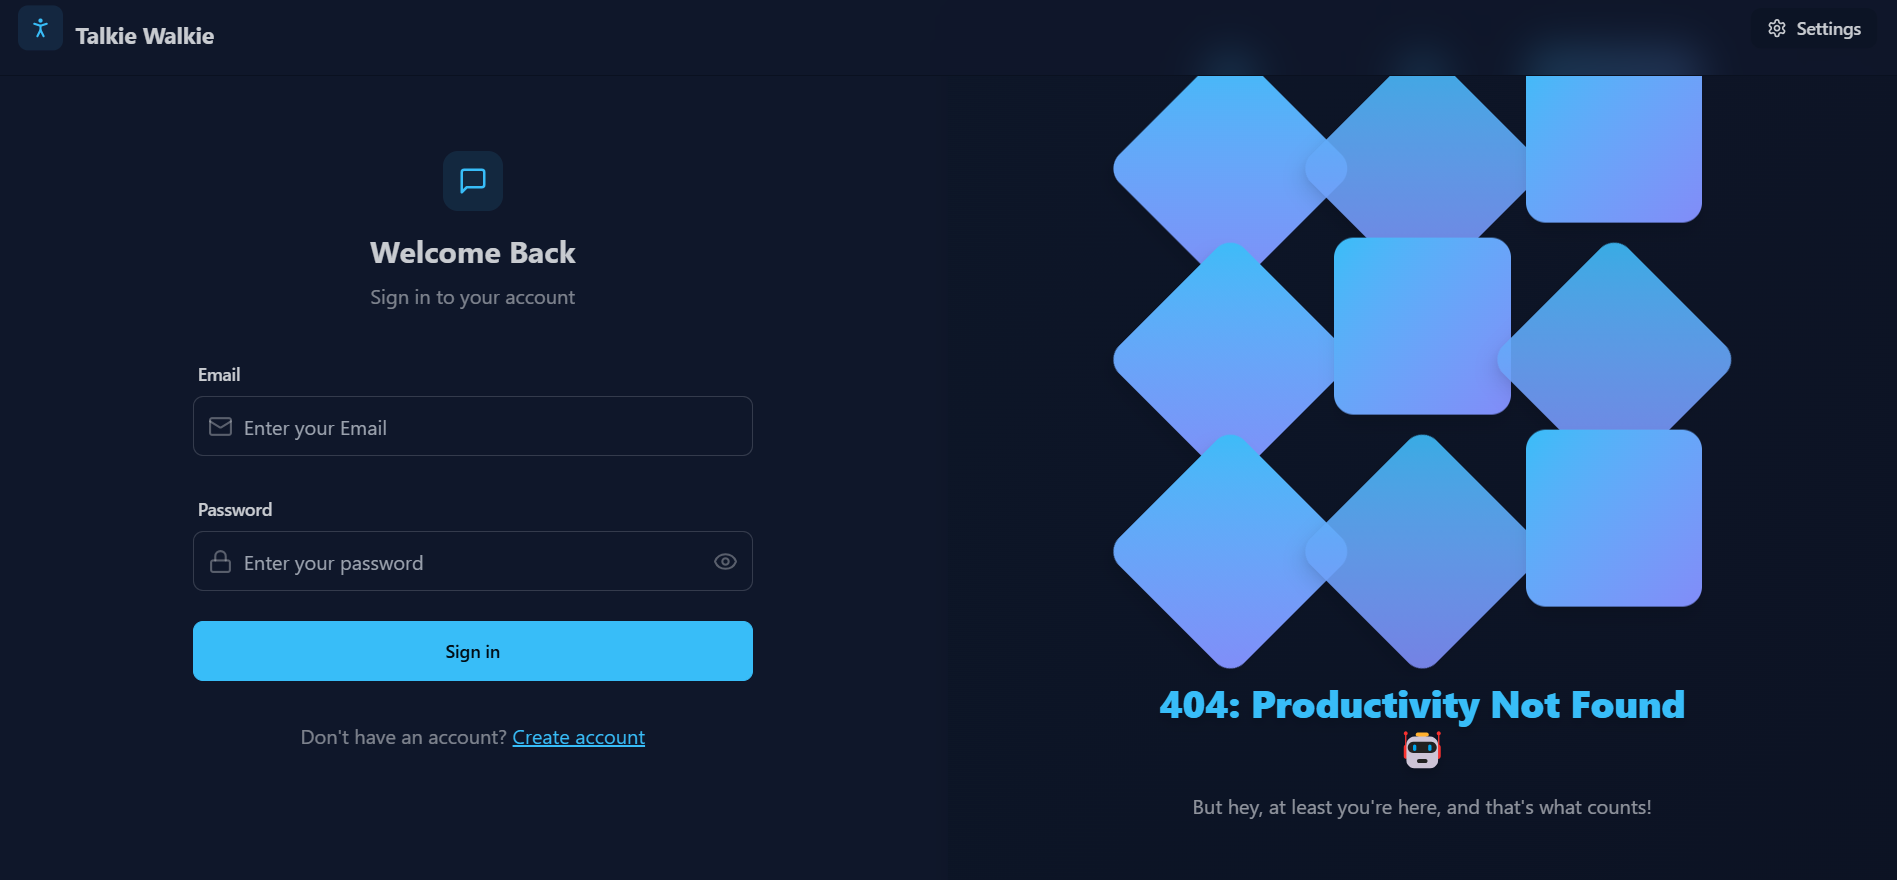 Talkie Walkie
Settings
Welcome Back
Sign in to your account
Email
Enter your Email
Password
Enter your password
Sign in
Don't have an account? Create account
404: Productivity Not Found
But hey, at least you're here, and that's what counts!